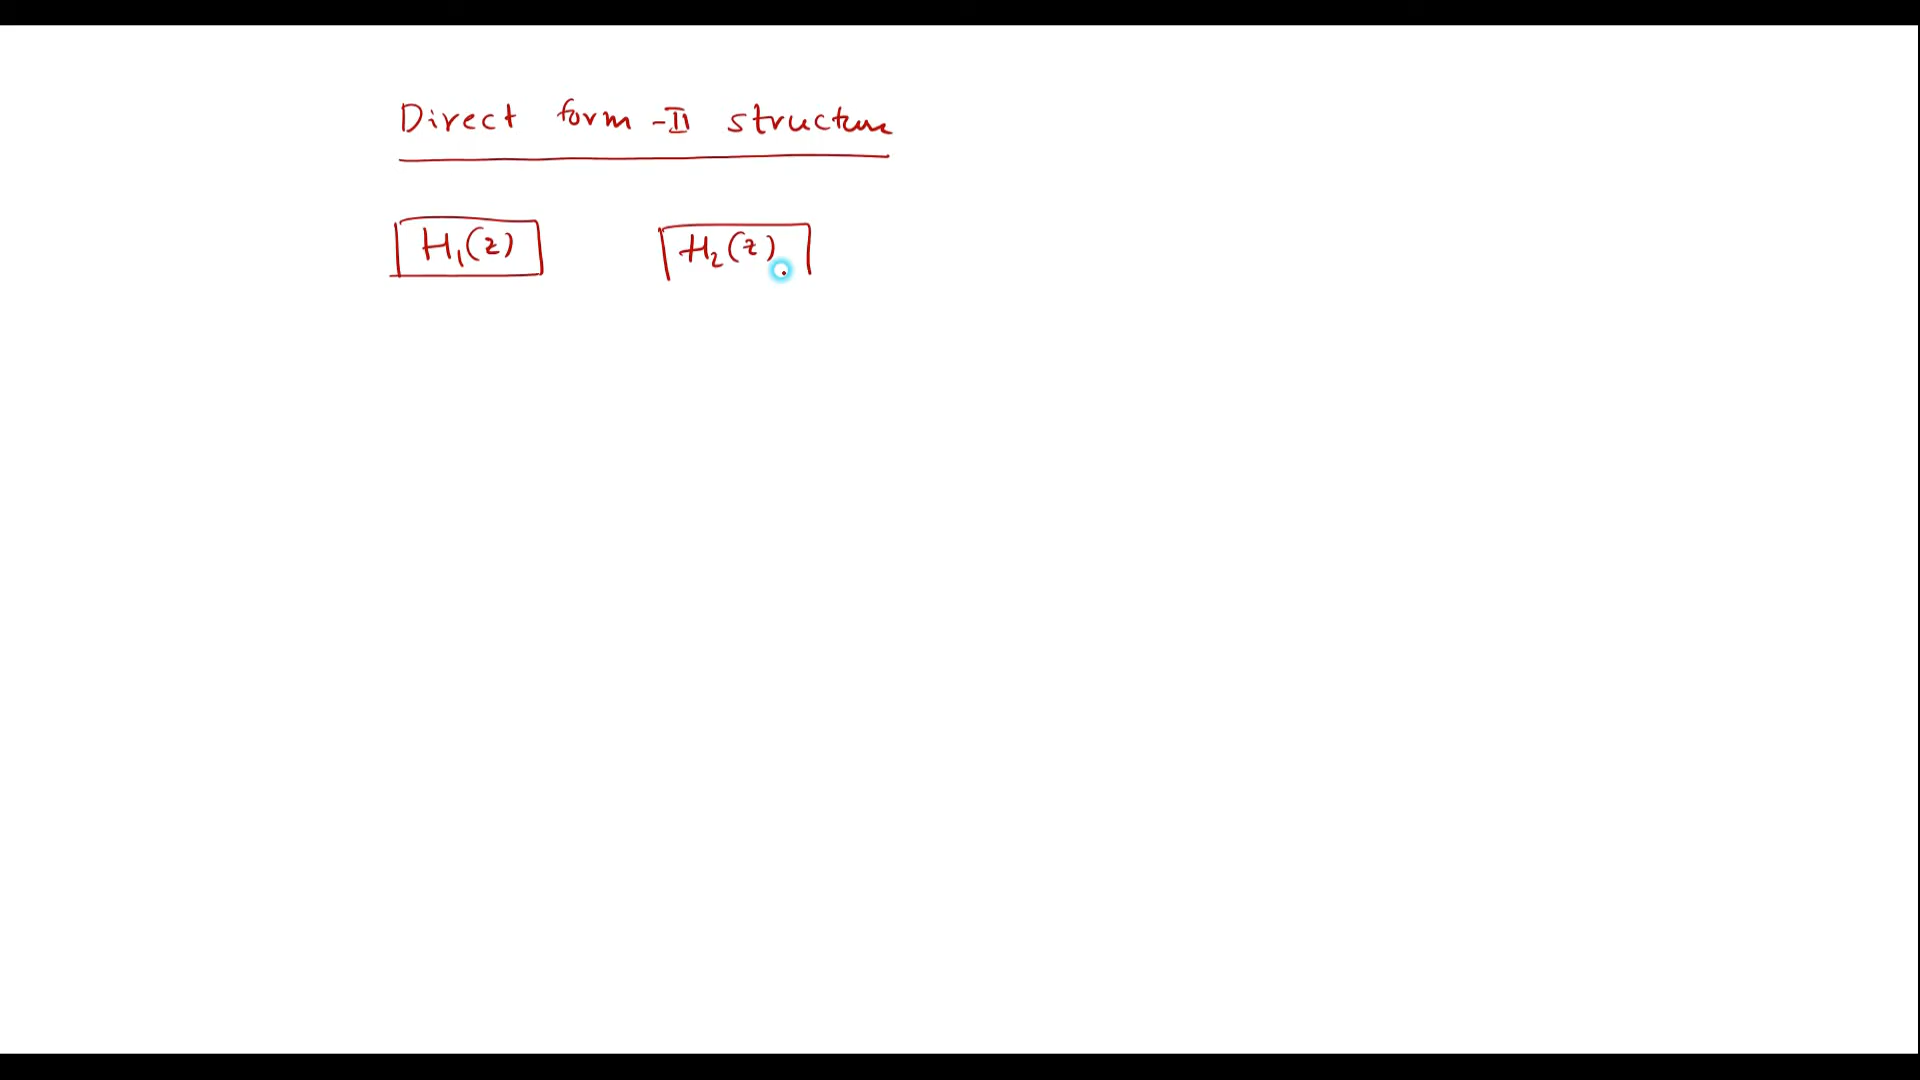 Direct form -II structure
H₁(z) H₂(z)